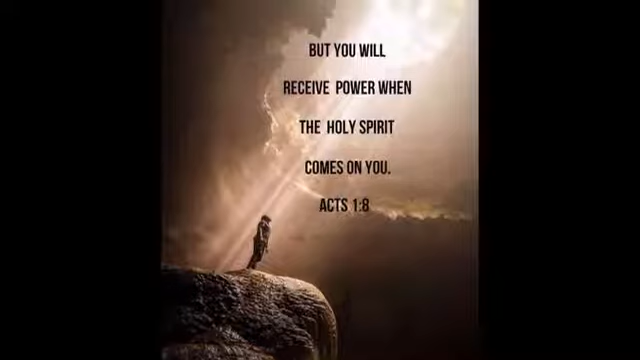 BUT YOU WILL
RECEIVE POWER WHEN
THE HOLY SPIRIT
COMES ON YOU.
ACTS 1:8